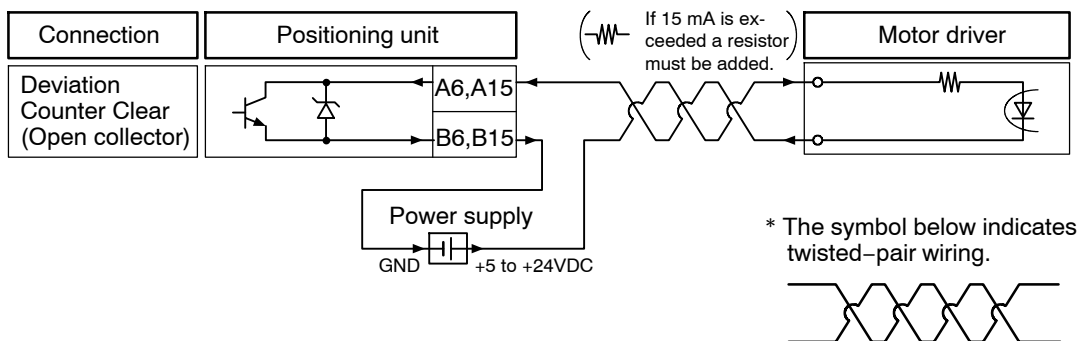 Connection
Positioning unit
If 15 mA is ex-
ceeded a resistor
must be added.
Motor driver
Deviation
Counter Clear
(Open collector)
A6,A15
B6,B15
Power supply
GND
+5 to +24VDC
* The symbol below indicates
twisted–pair wiring.